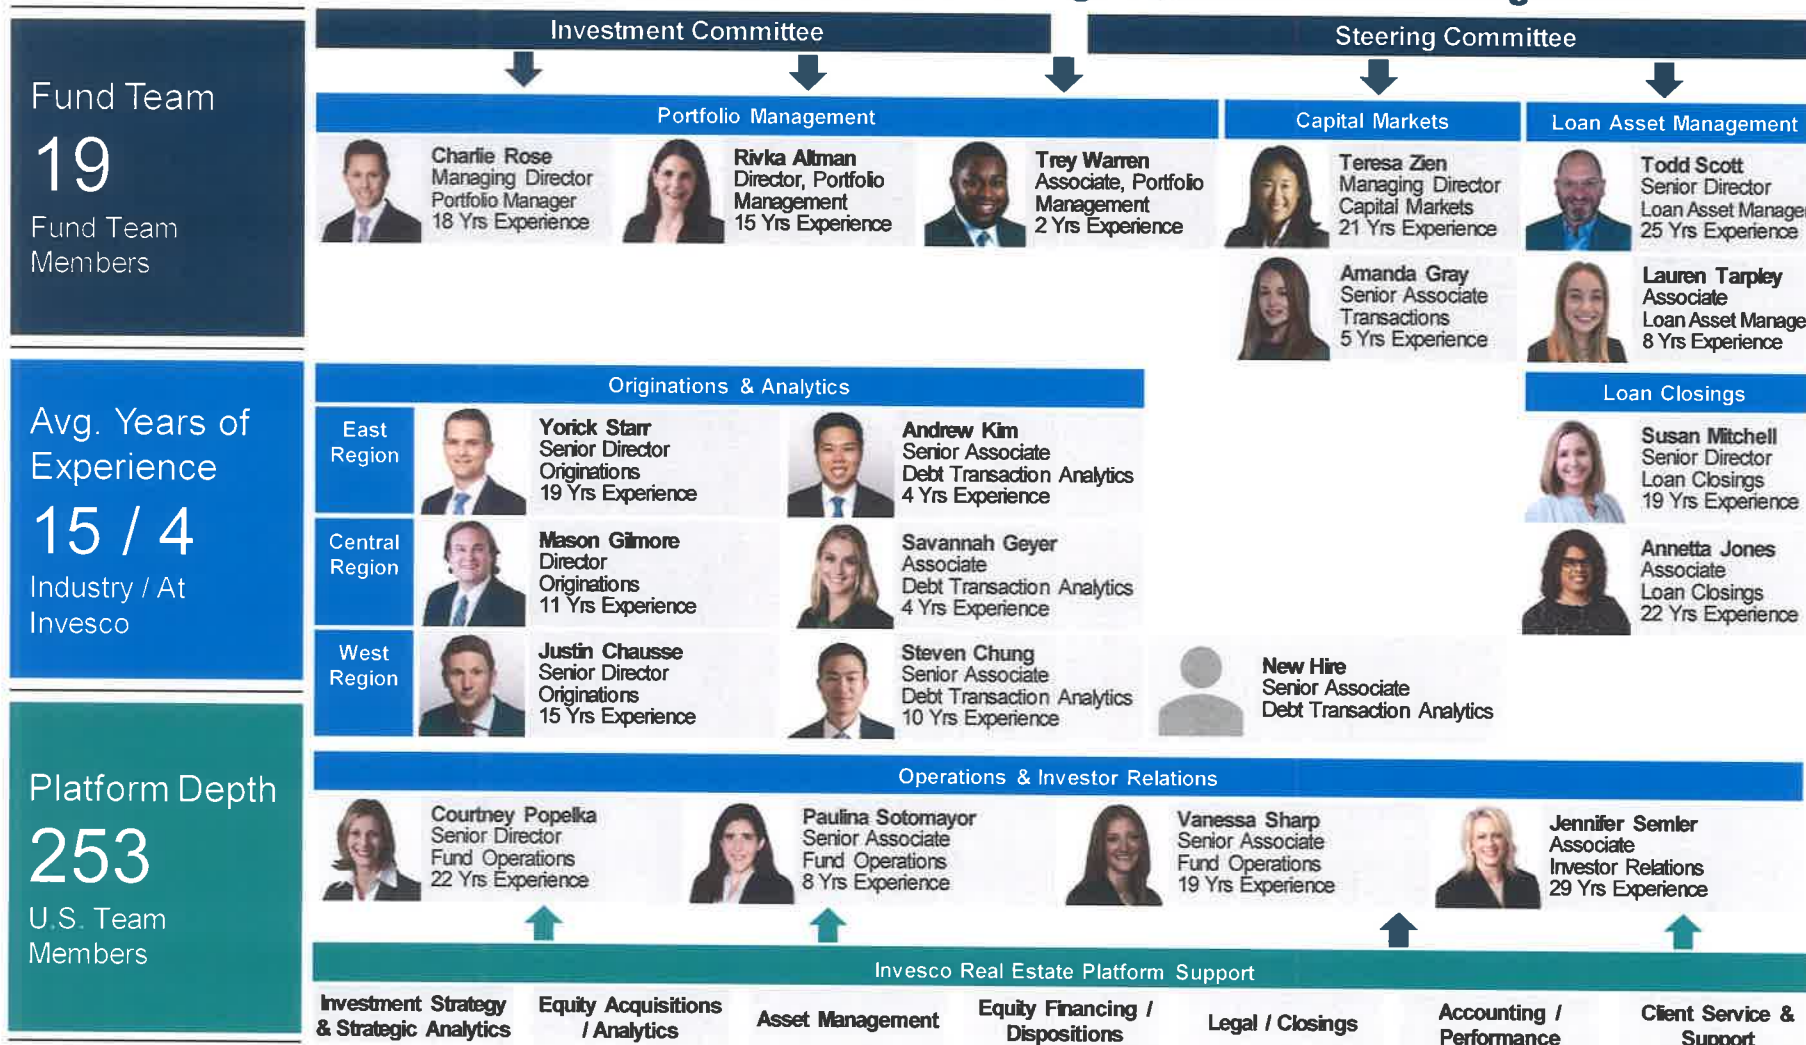 Investment Committee
Steering Committee
Fund Team
19
Fund Team
Members
Portfolio Management
Capital Markets
Loan Asset Management
Charlie Rose
Managing Director
Portfolio Manager
18 Yrs Experience
Rivka Altman
Director, Portfolio
Management
15 Yrs Experience
Trey Warren
Associate, Portfolio
Management
2 Yrs Experience
Teresa Zien
Managing Director
Capital Markets
21 Yrs Experience
Todd Scott
Senior Director
Loan Asset Manager
25 Yrs Experience
Amanda Gray
Senior Associate
Transactions
5 Yrs Experience
Lauren Tarpley
Associate
Loan Asset Manage
8 Yrs Experience
Avg. Years of
Experience
15 / 4
Industry / At
Invesco
Originations & Analytics
Loan Closings
East
Region
Yorick Starr
Senior Director
Originations
19 Yrs Experience
Andrew Kim
Senior Associate
Debt Transaction Analytics
4 Yrs Experience
Susan Mitchell
Senior Director
Loan Closings
19 Yrs Experience
Central
Region
Mason Gilmore
Director
Originations
11 Yrs Experience
Savannah Geyer
Associate
Debt Transaction Analytics
4 Yrs Experience
Annetta Jones
Associate
Loan Closings
22 Yrs Experience
West
Region
Justin Chausse
Senior Director
Originations
15 Yrs Experience
Steven Chung
Senior Associate
Debt Transaction Analytics
10 Yrs Experience
New Hire
Senior Associate
Debt Transaction Analytics
Platform Depth
253
U.S. Team
Members
Operations & Investor Relations
Courtney Popelka
Senior Director
Fund Operations
22 Yrs Experience
Paulina Sotomayor
Senior Associate
Fund Operations
8 Yrs Experience
Vanessa Sharp
Senior Associate
Fund Operations
19 Yrs Experience
Jennifer Semler
Associate
Investor Relations
29 Yrs Experience
Invesco Real Estate Platform Support
Investment Strategy
& Strategic Analytics
Equity Acquisitions
/ Analytics
Asset Management
Equity Financing /
Dispositions
Legal / Closings
Accounting /
Performance
Client Service &
Support